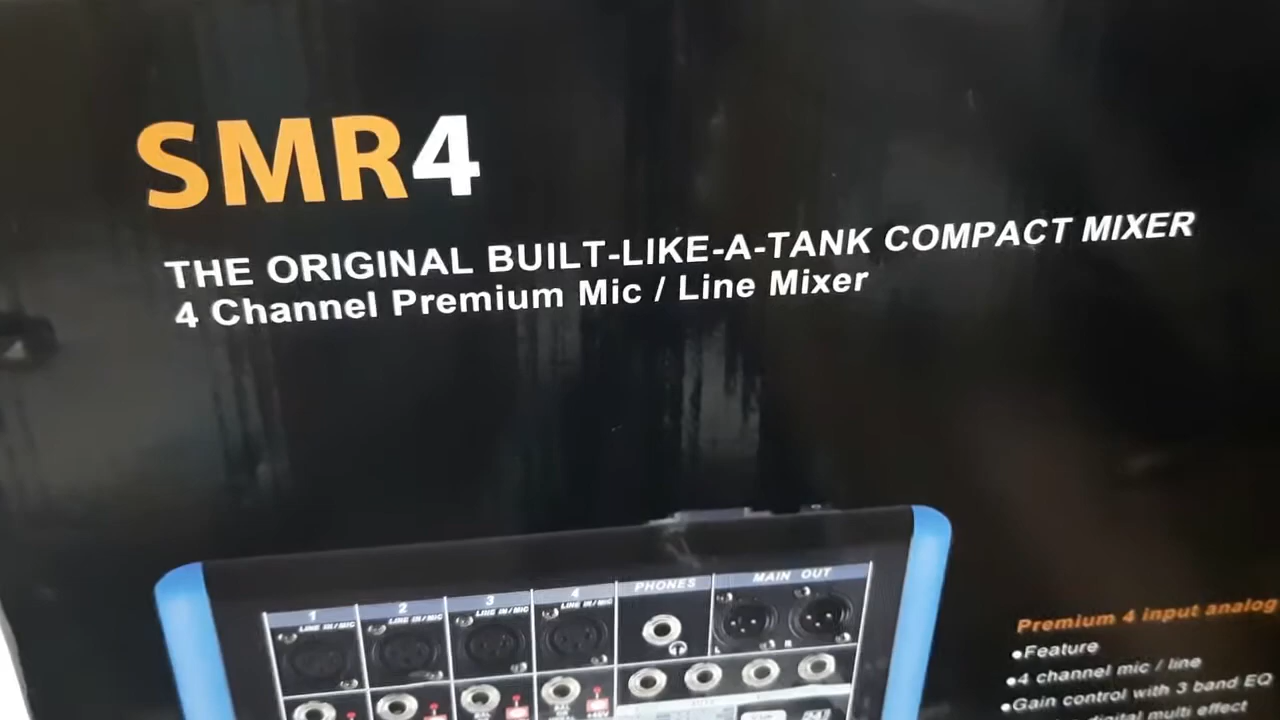 SMR4
THE ORIGINAL BUILT-LIKE-A-TANK COMPACT MIXER
4 Channel Premium Mic / Line Mixer
PHONES
MAIN OUT
1
2
3
4
LINE IN/MIC
LINE IN/MIC
LINE IN/MIC
LINE IN/MIC
L
R
Premium 4 input analog
•Feature
•4 channel mic / line
•Gain control with 3 band EQ
digital multi effect